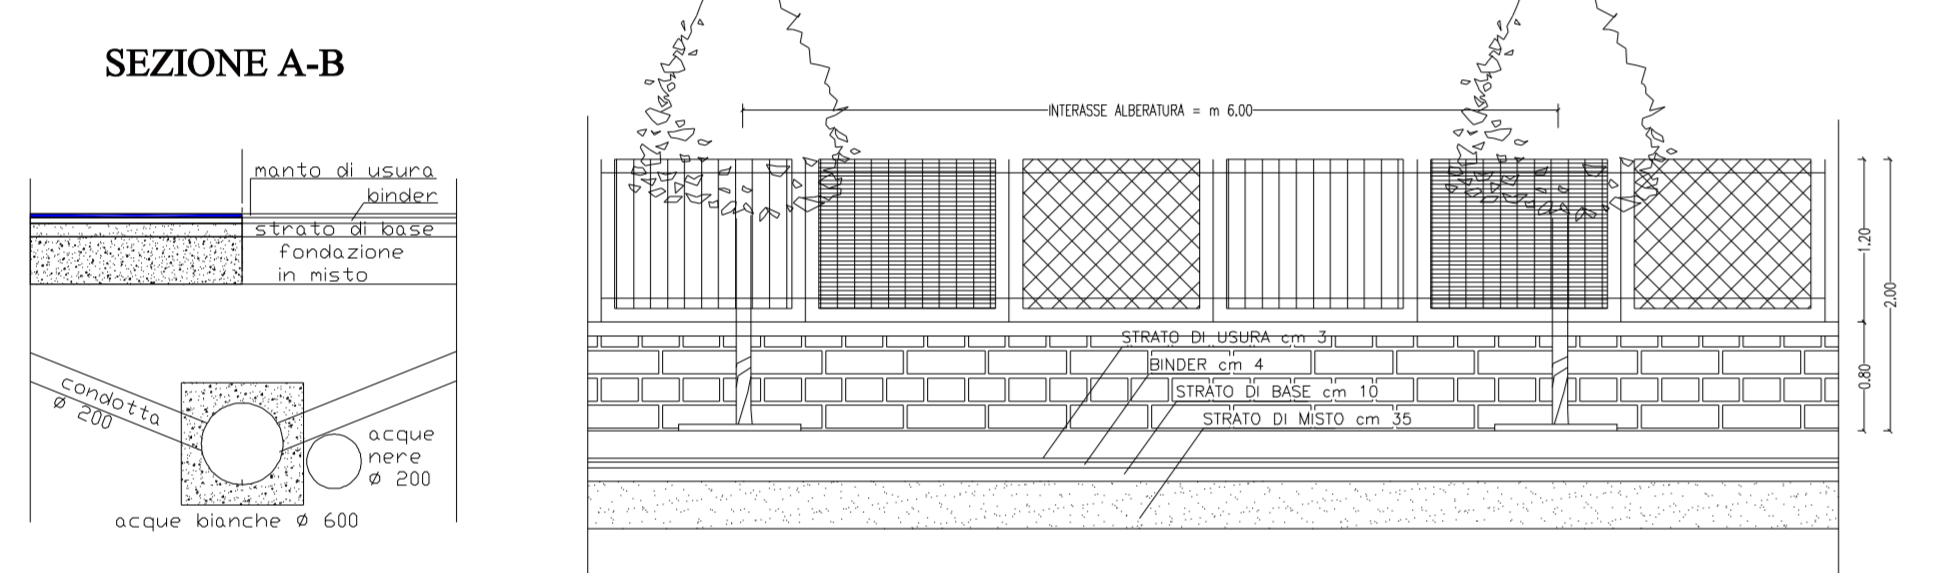 SEZIONE A-B
manto di usura
binder
strato di base
fondazione
in misto
condotta
Ø 200
acque
nere
Ø 200
acque bianche Ø 600
INTERASSE ALBERATURA = m 6.00
STRATO DI USURA cm 3
BINDER cm 4
STRATO DI BASE cm 10
STRATO DI MISTO cm 35
1.20
0.80
2.00